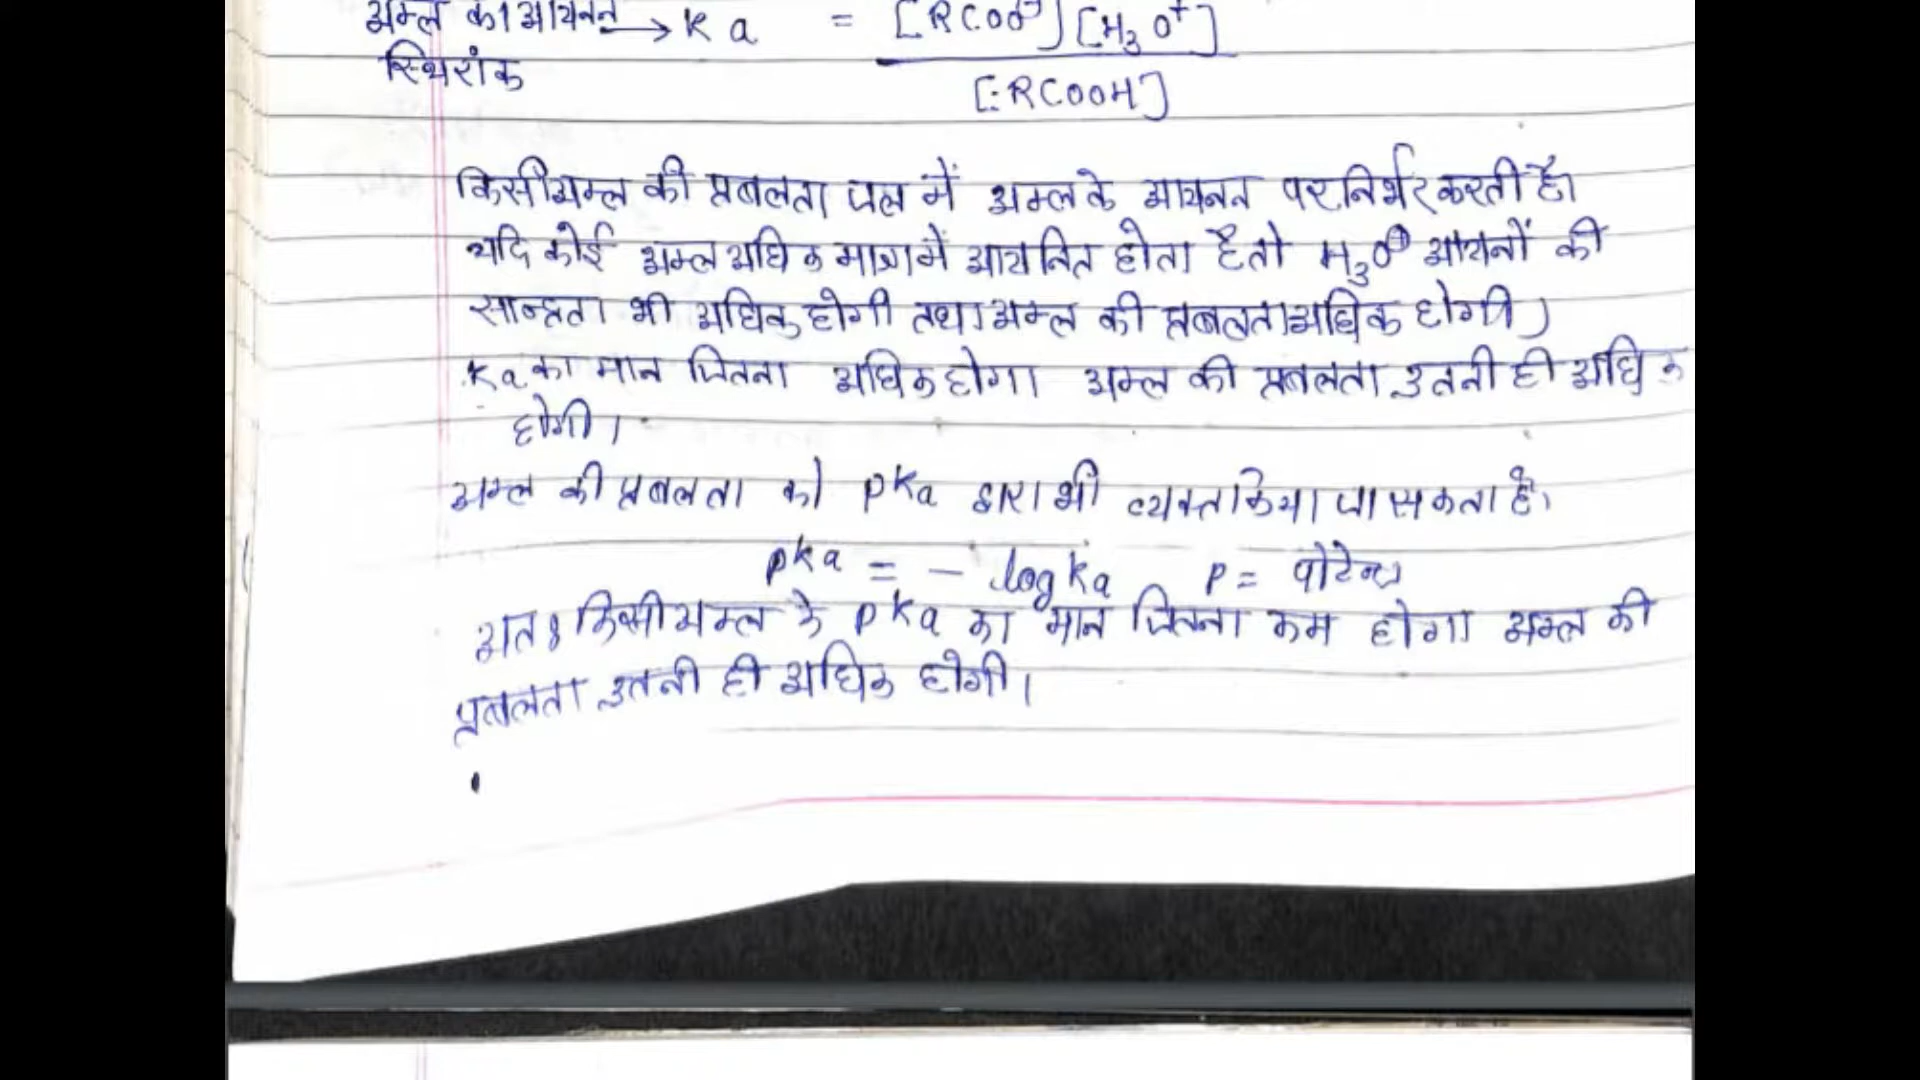 अम्ल का आयनन → Ka = [RCOO⁻] [H₃O⁺]
स्थिरांक
[RCOOH]
किसी अम्ल की प्रबलता जल में अम्ल के आयनन पर निर्भर करती है।
यदि कोई अम्ल अधिक मात्रा में आयनित होता है तो H₃O⊕ आयनों की
सान्द्रता भी अधिक होगी तथा अम्ल की प्रबलता अधिक होगी।
Ka का मान जितना अधिक होगा अम्ल की प्रबलता उतनी ही अधिक
होगी।
अम्ल की प्रबलता को pKa द्वारा भी व्यक्त किया जा सकता है।
pka = - log ka P = पोटेन्स
अतः किसी अम्ल के pKa का मान जितना कम होगा अम्ल की
प्रबलता उतनी ही अधिक होगी।